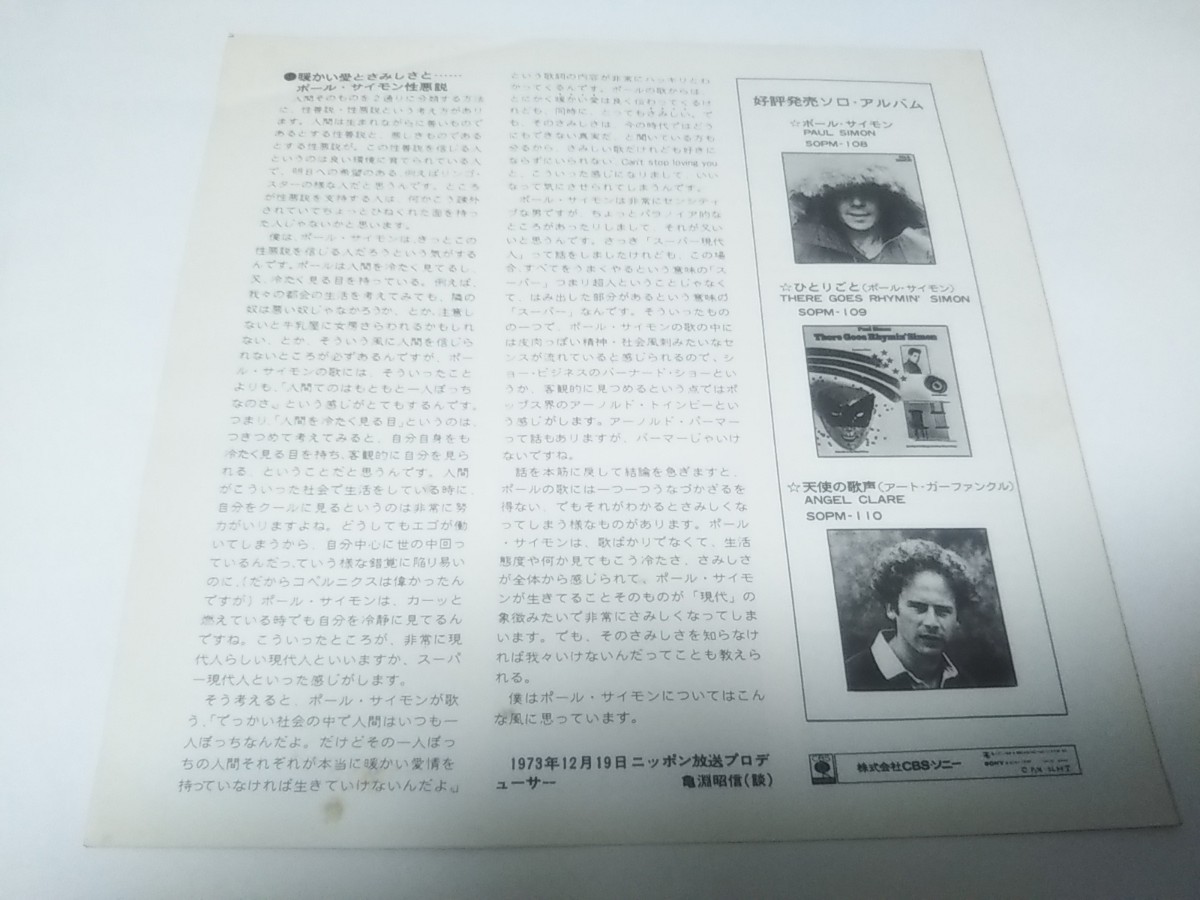 ●暖かい愛とさみしさと……
ポール・サイモン性悪説
人間そのものを2通りに分類する方法
に、性善説・性悪説という考え方があり
ます。人間は生まれながらに善いもので
あるとする性善説と、悪しきものである
とする性悪説が。この性善説を信じる人
というのは良い環境に育てられている人
で、明日への希望のある、例えばリンゴ・
スターの様な人だと思うんです。ところ
が性悪説を支持する人は、何かこう疎外
されていてちょっとひねくれた面を持っ
た人じゃないかと思います。
僕は、ポール・サイモンは、きっとこの
性悪説を信じる人だろうという気がする
んです。ポールは人間を冷たく見てるし、
又、冷たく見る目を持っている。例えば、
我々の都会の生活を考えてみても、隣の
奴は悪い奴じゃなかろうか、とか、注意し
ないと牛乳屋に女房さらわれるかもしれ
ない、とか、そういう風に人間を信じら
れないところが必ずあるんですが、ポー
ル・サイモンの歌には、そういったこと
よりも、「人間てのはもともと一人ぼっち
なのさ。」という感じがとてもするんです。
つまり「人間を冷たく見る目」というのは、
つきつめて考えてみると、自分自身をも
冷たく見る目を持ち、客観的に自分を見ら
れる、ということだと思うんです。人間
がこういった社会で生活をしている時に、
自分をクールに見るというのは非常に努
力がいりますよね。どうしてもエゴが働
いてしまうから、自分中心に世の中回っ
ているんだっていう様な錯覚に陥り易い
のに、(だからコペルニクスは偉かったん
ですが)ポール・サイモンは、カーッと
燃えている時でも自分を冷静に見てるん
ですね。こういったところが、非常に現
代人らしい現代人といいますか、スーパ
ー現代人といった感じがします。
そう考えると、ポール・サイモンが歌
う、「でっかい社会の中で人間はいつも一
人ぼっちなんだよ。だけどその一人ぼっ
ちの人間それぞれが本当に暖かい愛情を
持っていなければ生きていけないんだよ。」
という歌詞の内容が非常にハッキリとわ
かってくるんです。ポールの歌からは、
とにかく暖かい愛は良く伝わってくるけ
れども、同時に、とってもさみしい。で
も、そのさみしさは、今の時代ではどう
にもできない真実だ、と聞いている方も
分るから、さみしい歌だけれども好きに
ならずにいられない、Can't stop loving you
と、こういった感じになりまして、いい
なって気にさせられてしまうんです。
ポール・サイモンは非常にセンシティ
ブな男ですが、ちょっとパラノイア的な
ところがあったりしまして、それが又いい
いと思うんです。さっき「スーパー現代
人」って話をしましたけれども、この場
合、すべてをうまくやるという意味の「ス
ーパー」つまり超人ということじゃなく
て、はみ出した部分があるという意味の
「スーパー」なんです。そういったもの
の一つで、ポール・サイモンの歌の中に
は皮肉っぽい精神・社会風刺みたいなセ
ンスが流れていると感じられるので、シ
ョー・ビジネスのバーナード・ショーとい
うか、客観的に見つめるという点ではポ
ップス界のアーノルド・トインビーとい
う感じがします。アーノルド・パーマー
って話もありますが、パーマーじゃいけ
ないですね。
話を本筋に戻して結論を急ぎますと、
ポールの歌には一つ一つうなづかざるを
得ない、でもそれがわかるとさみしくな
ってしまう様なものがあります。ポール
・サイモンは、歌ばかりでなくて、生活
態度や何か見てもこう冷たさ、さみしさ
が全体から感じられて。ポール・サイモ
ンが生きてることそのものが「現代」の
象徴みたいで非常にさみしくなってしま
います。でも、そのさみしさを知らなけ
れば我々いけないんだってことも教えら
れる。
僕はポール・サイモンについてはこん
な風に思っています。
1973年12月19日ニッポン放送プロデ
ューサー 亀淵昭信(談)
好評発売ソロ・アルバム
☆ポール・サイモン
PAUL SIMON
SOPM-108
☆ひとりごと(ポール・サイモン)
THERE GOES RHYMIN' SIMON
SOPM-109
Paul Simon
There Goes Rhymin' Simon
☆天使の歌声(アート・ガーファンクル)
ANGEL CLARE
SOPM-110
CBS
株式会社CBS・ソニー